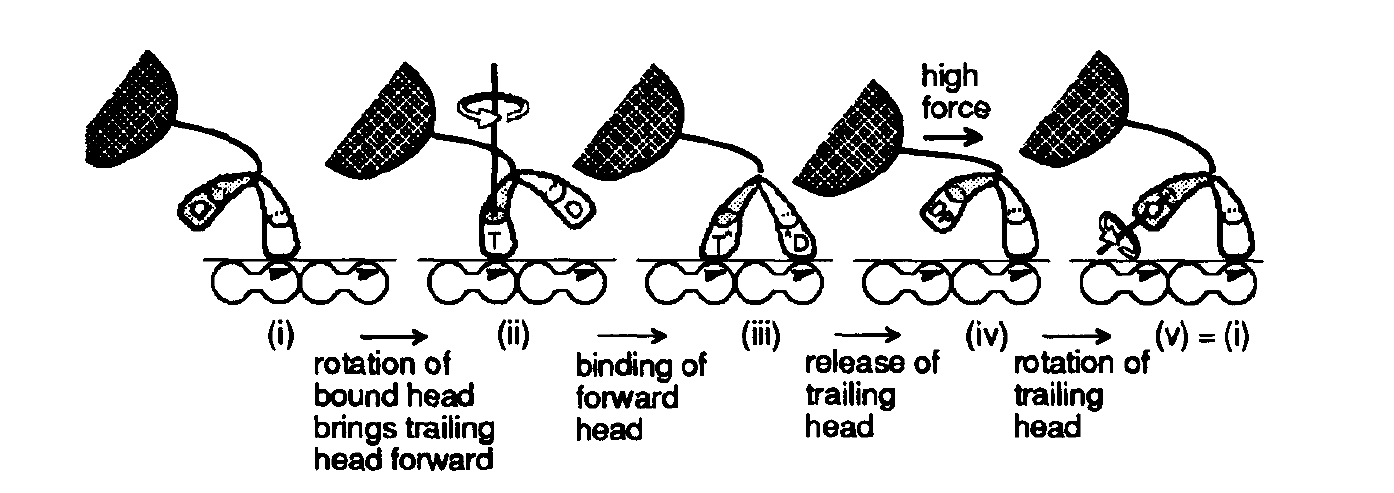 high
force
D
T
D
T*
*D
(i)
(ii)
(iii)
(iv)
(v) = (i)
rotation of
bound head
brings trailing
head forward
binding of
forward
head
release of
trailing
head
rotation of
trailing
head